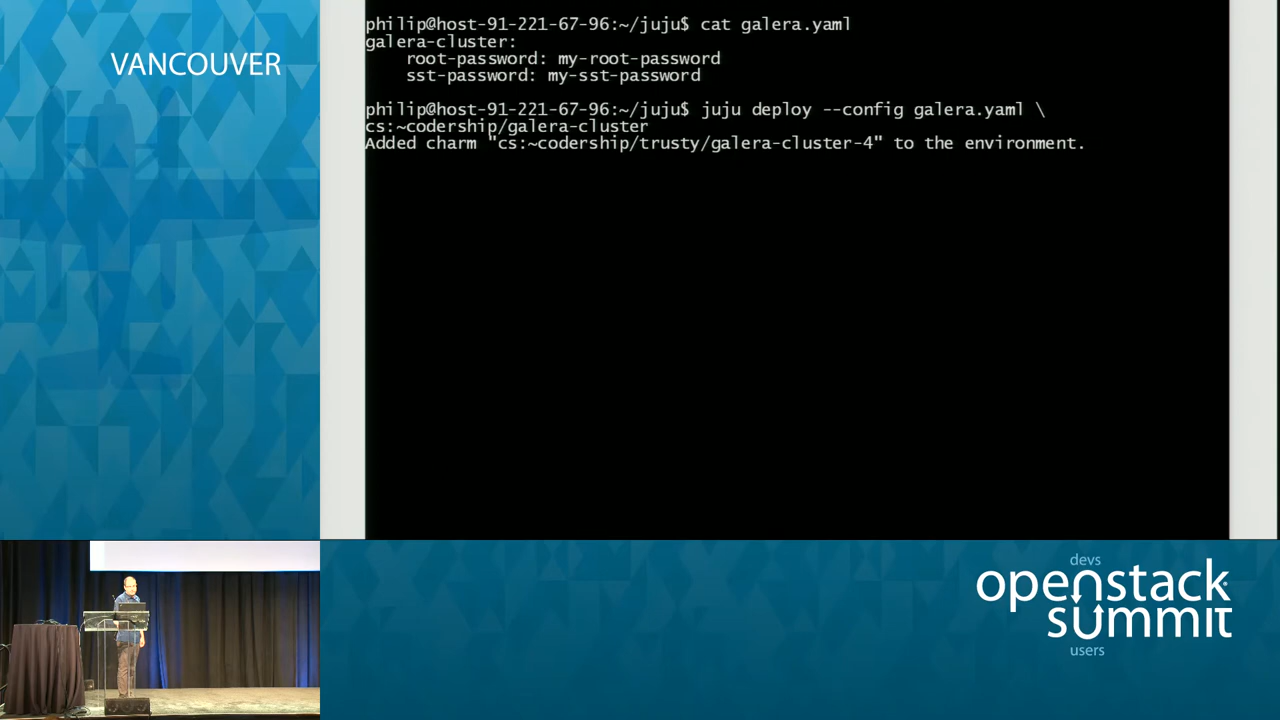 VANCOUVER
philip@host-91-221-67-96:~/juju$ cat galera.yaml
galera-cluster:
    root-password: my-root-password
    sst-password: my-sst-password
philip@host-91-221-67-96:~/juju$ juju deploy --config galera.yaml \
cs:~codership/galera-cluster
Added charm "cs:~codership/trusty/galera-cluster-4" to the environment.
devs
openstack
summit
users